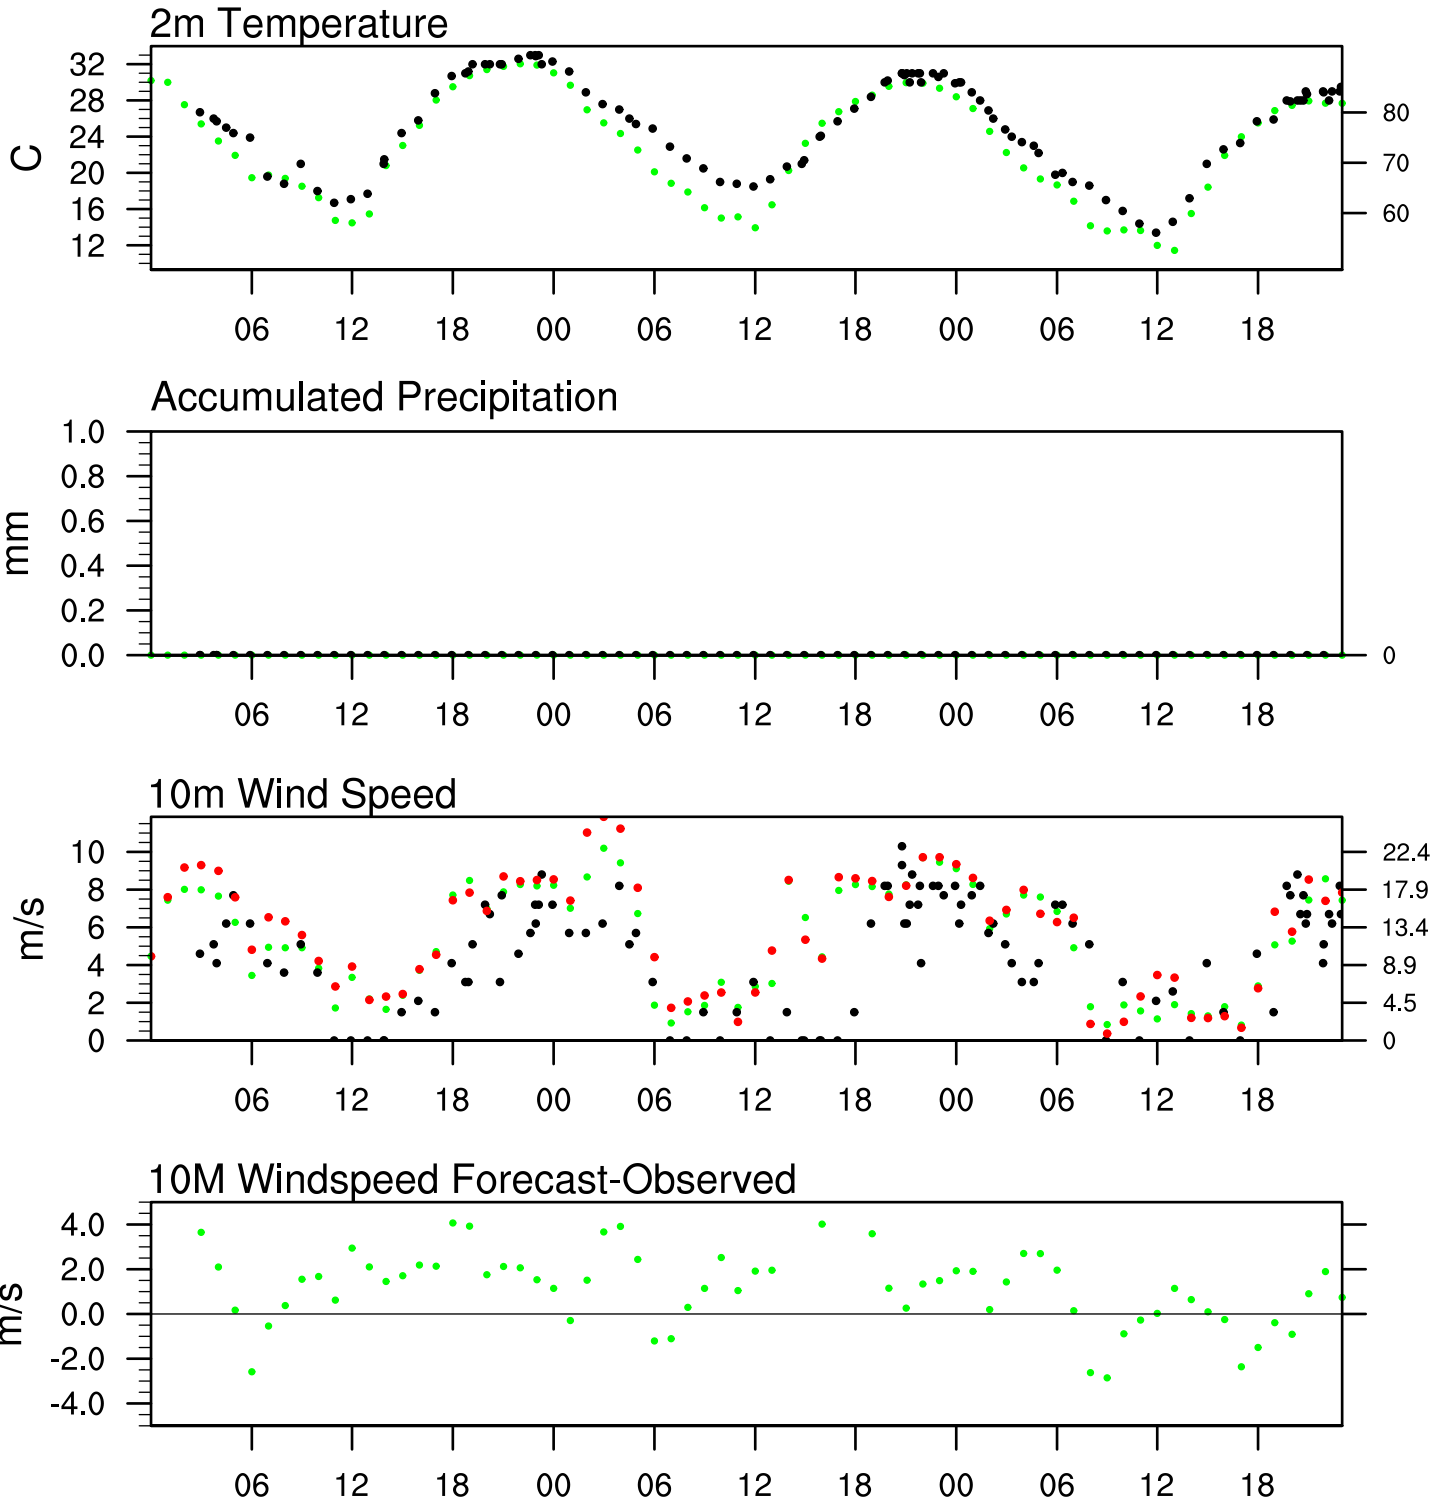 2m Temperature
32
28
24
20
16
12
C
80
70
60
06 12 18 00 06 12 18 00 06 12 18
Accumulated Precipitation
1.0
0.8
0.6
0.4
0.2
0.0
mm
0
06 12 18 00 06 12 18 00 06 12 18
10m Wind Speed
10
8
6
4
2
0
m/s
22.4
17.9
13.4
8.9
4.5
0
06 12 18 00 06 12 18 00 06 12 18
10M Windspeed Forecast-Observed
4.0
2.0
0.0
-2.0
-4.0
m/s
06 12 18 00 06 12 18 00 06 12 18